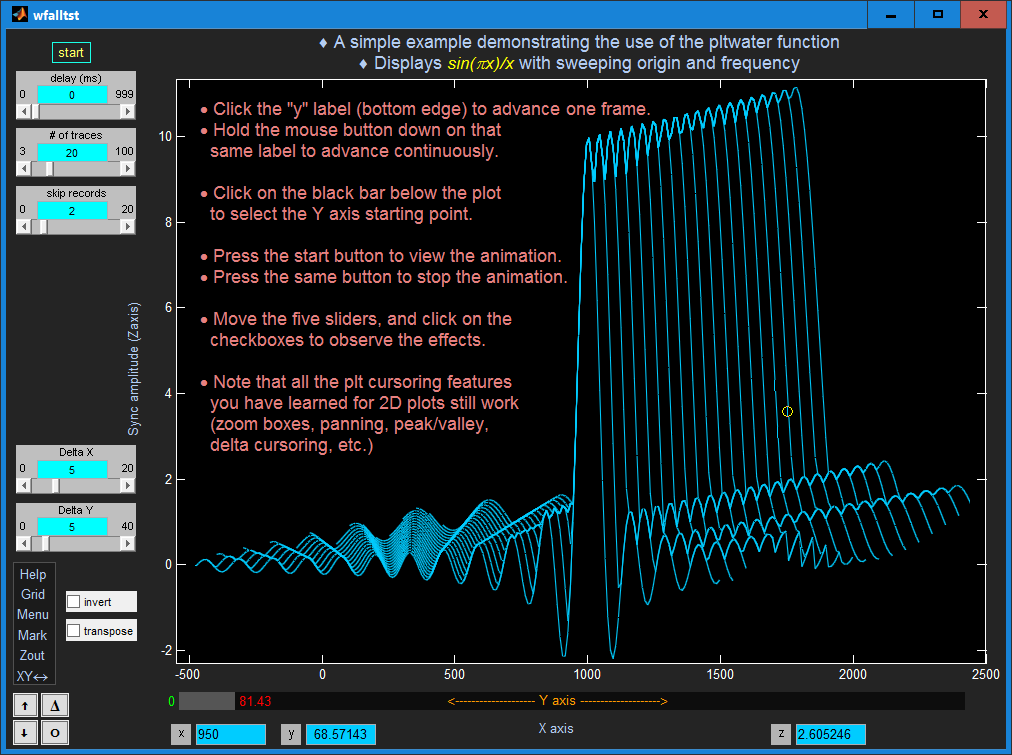 wfalltst
♦ A simple example demonstrating the use of the pltwater function
♦ Displays sin(πx)/x with sweeping origin and frequency
start
delay (ms)
0 0 999
# of traces
3 20 100
skip records
0 2 20
• Click the "y" label (bottom edge) to advance one frame.
• Hold the mouse button down on that
same label to advance continuously.
• Click on the black bar below the plot
to select the Y axis starting point.
• Press the start button to view the animation.
• Press the same button to stop the animation.
• Move the five sliders, and click on the
checkboxes to observe the effects.
• Note that all the plt cursoring features
you have learned for 2D plots still work
(zoom boxes, panning, peak/valley,
delta cursoring, etc.)
10
8
6
4
2
0
-2
Sync amplitude (Zaxis)
Delta X
0 5 20
Delta Y
0 5 40
Help
Grid
Menu
Mark
Zout
XY↔
invert
transpose
↑ Δ
↓ O
-500 0 500 1000 1500 2000 2500
0 81.43 <-------------------- Y axis -------------------->
X axis
x 950 y 68.57143 z 2.605246